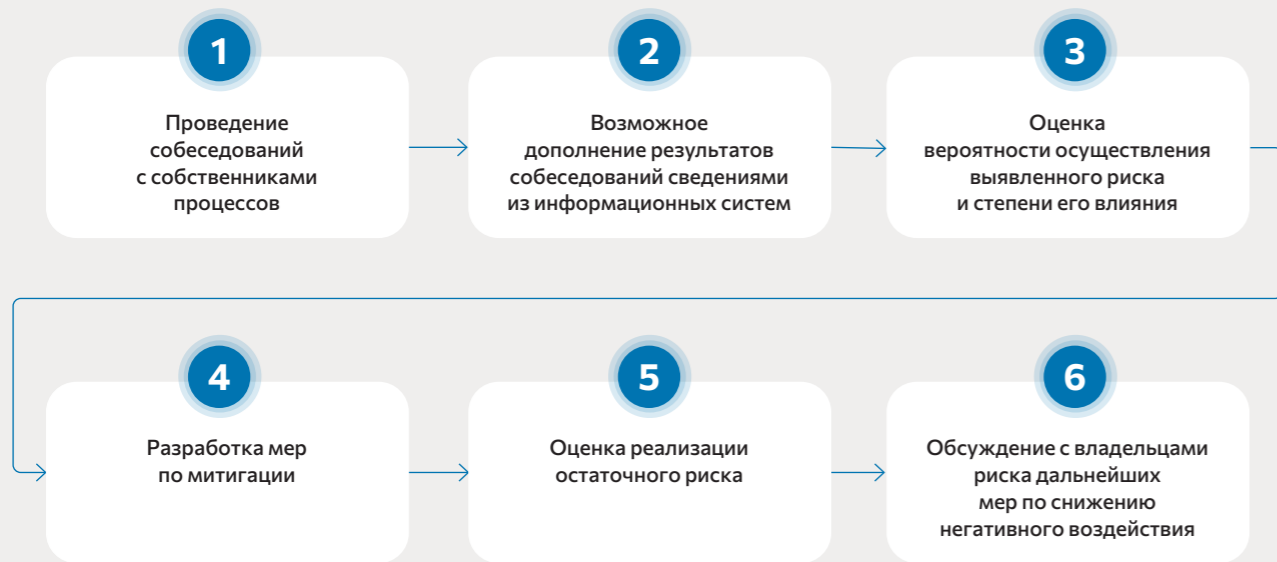 1
Проведение
собеседований
с собственниками
процессов
2
Возможное
дополнение результатов
собеседований сведениями
из информационных систем
3
Оценка
вероятности осуществления
выявленного риска
и степени его влияния
4
Разработка мер
по митигации
5
Оценка реализации
остаточного риска
6
Обсуждение с владельцами
риска дальнейших
мер по снижению
негативного воздействия